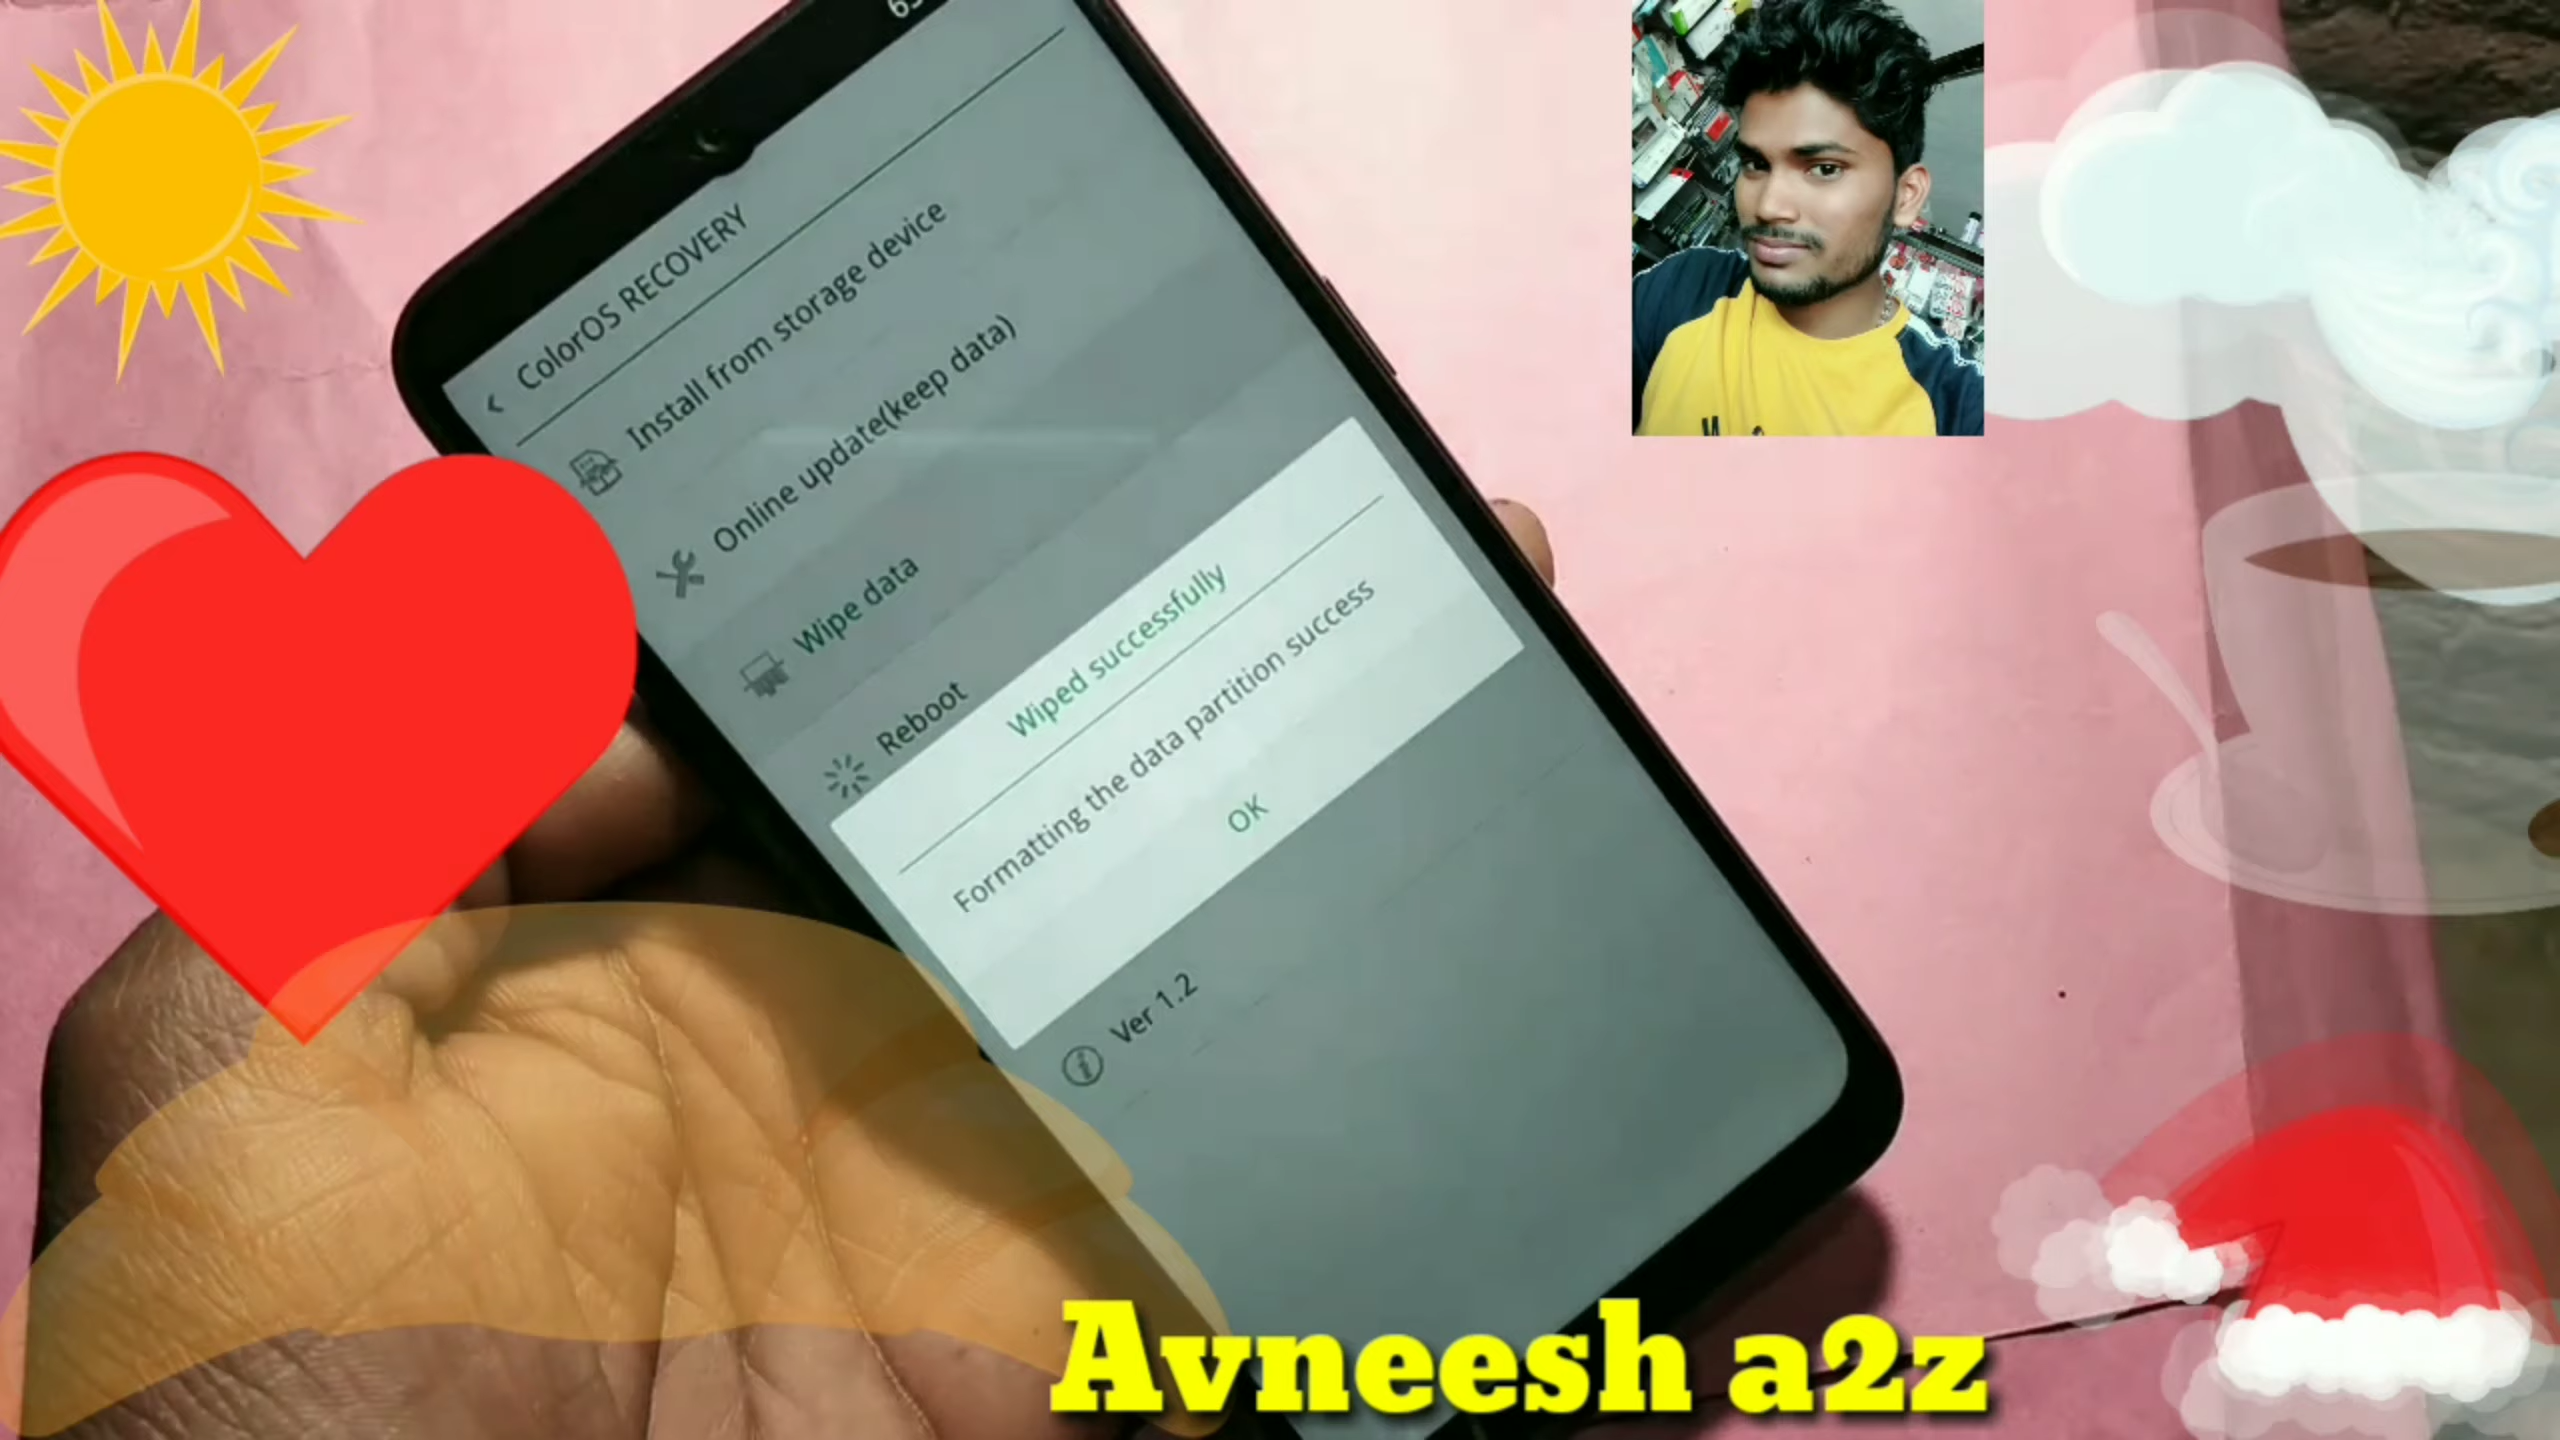 ColorOS RECOVERY
Install from storage device
Online update(keep data)
Wipe data
Reboot
Wiped successfully
Formatting the data partition success
OK
Ver 1.2
Avneesh a2z